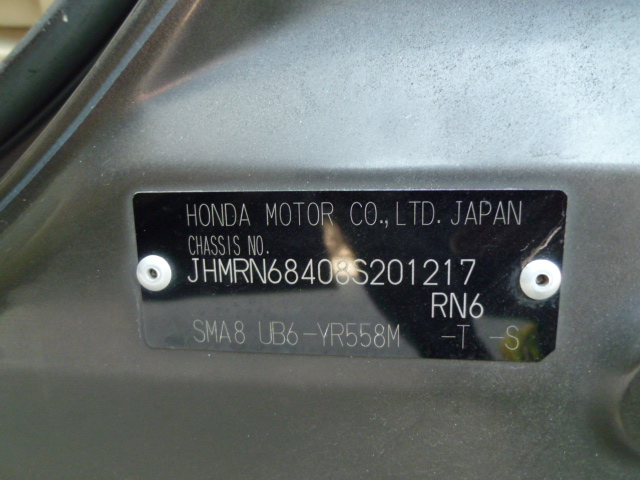 HONDA MOTOR CO.,LTD. JAPAN
CHASSIS NO.
JHMRN68408S201217
RN6
SMA8 UB6-YR558M -T -S